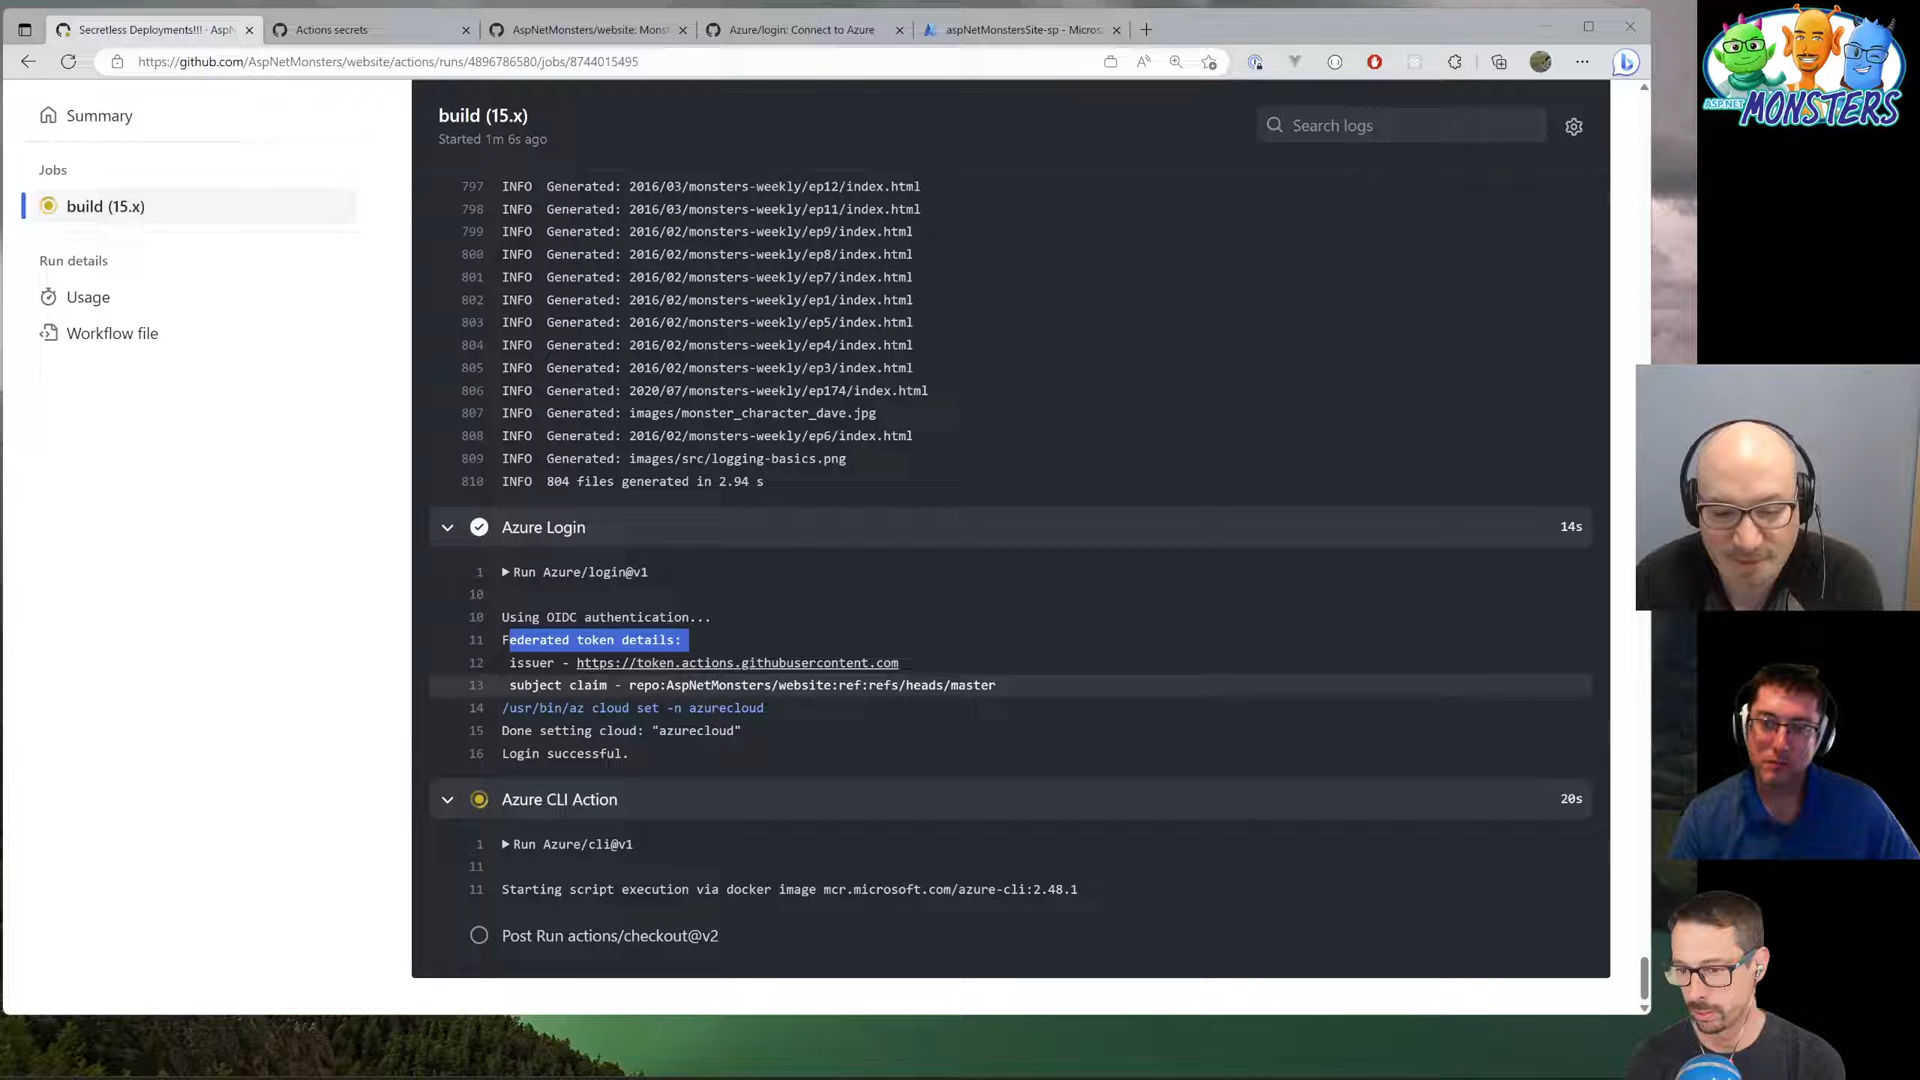 Secretless Deployments!!! · AspN
Actions secrets
AspNetMonsters/website: Monst
Azure/login: Connect to Azure
aspNetMonstersSite-sp - Micros
https://github.com/AspNetMonsters/website/actions/runs/4896786580/jobs/8744015495
ASP.NET
MONSTERS
Summary
Jobs
build (15.x)
Run details
Usage
Workflow file
build (15.x)
Started 1m 6s ago
Search logs
797 INFO Generated: 2016/03/monsters-weekly/ep12/index.html
798 INFO Generated: 2016/03/monsters-weekly/ep11/index.html
799 INFO Generated: 2016/02/monsters-weekly/ep9/index.html
800 INFO Generated: 2016/02/monsters-weekly/ep8/index.html
801 INFO Generated: 2016/02/monsters-weekly/ep7/index.html
802 INFO Generated: 2016/02/monsters-weekly/ep1/index.html
803 INFO Generated: 2016/02/monsters-weekly/ep5/index.html
804 INFO Generated: 2016/02/monsters-weekly/ep4/index.html
805 INFO Generated: 2016/02/monsters-weekly/ep3/index.html
806 INFO Generated: 2020/07/monsters-weekly/ep174/index.html
807 INFO Generated: images/monster_character_dave.jpg
808 INFO Generated: 2016/02/monsters-weekly/ep6/index.html
809 INFO Generated: images/src/logging-basics.png
810 INFO 804 files generated in 2.94 s
Azure Login 14s
1 Run Azure/login@v1
10
10 Using OIDC authentication...
11 Federated token details:
12 issuer - https://token.actions.githubusercontent.com
13 subject claim - repo:AspNetMonsters/website:ref:refs/heads/master
14 /usr/bin/az cloud set -n azurecloud
15 Done setting cloud: "azurecloud"
16 Login successful.
Azure CLI Action 20s
1 Run Azure/cli@v1
11
11 Starting script execution via docker image mcr.microsoft.com/azure-cli:2.48.1
Post Run actions/checkout@v2